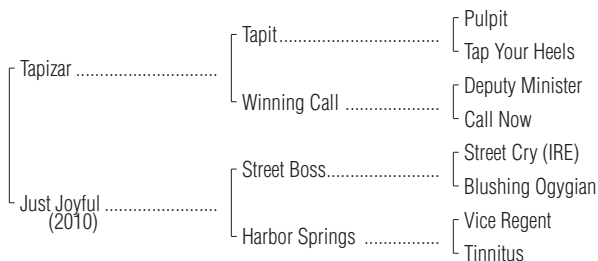 Pulpit
Tapit
Tap Your Heels
Tapizar
Deputy Minister
Winning Call
Call Now
Street Cry (IRE)
Street Boss
Blushing Ogygian
Just Joyful
(2010)
Vice Regent
Harbor Springs
Tinnitus